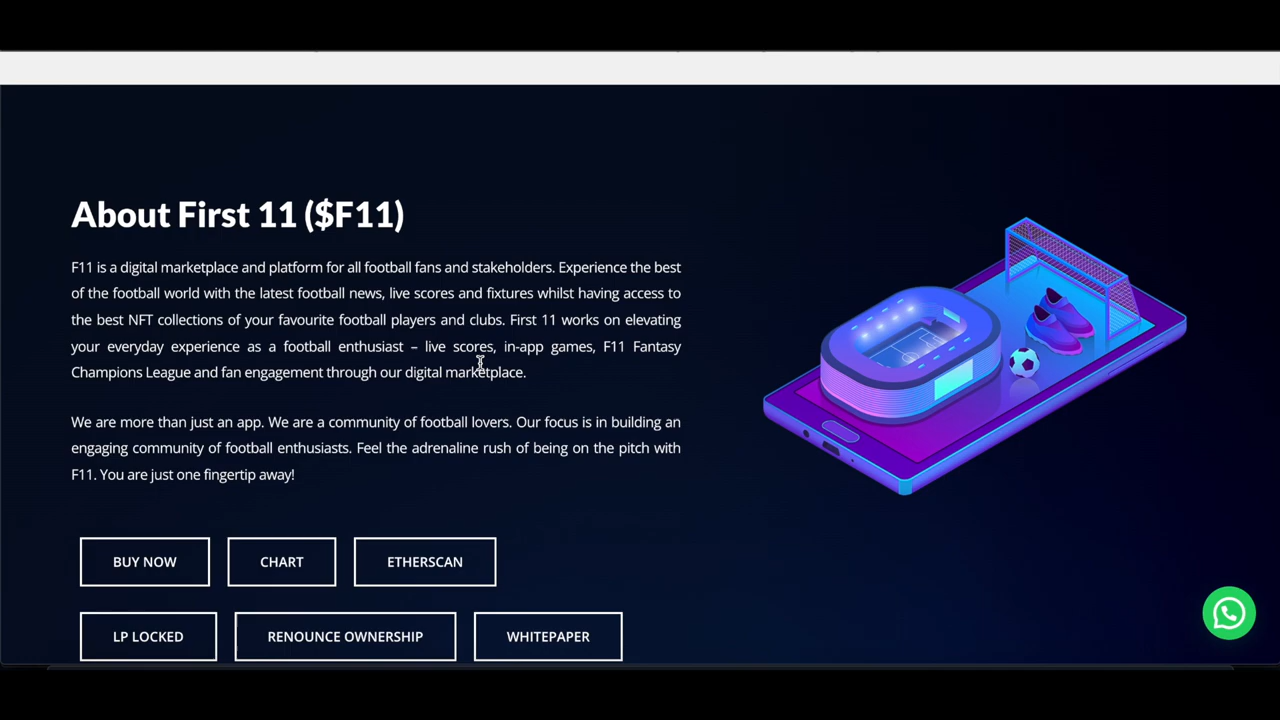 About First 11 ($F11)
F11 is a digital marketplace and platform for all football fans and stakeholders. Experience the best
of the football world with the latest football news, live scores and fixtures whilst having access to
the best NFT collections of your favourite football players and clubs. First 11 works on elevating
your everyday experience as a football enthusiast – live scores, in-app games, F11 Fantasy
Champions League and fan engagement through our digital marketplace.
We are more than just an app. We are a community of football lovers. Our focus is in building an
engaging community of football enthusiasts. Feel the adrenaline rush of being on the pitch with
F11. You are just one fingertip away!
BUY NOW CHART ETHERSCAN
LP LOCKED RENOUNCE OWNERSHIP WHITEPAPER